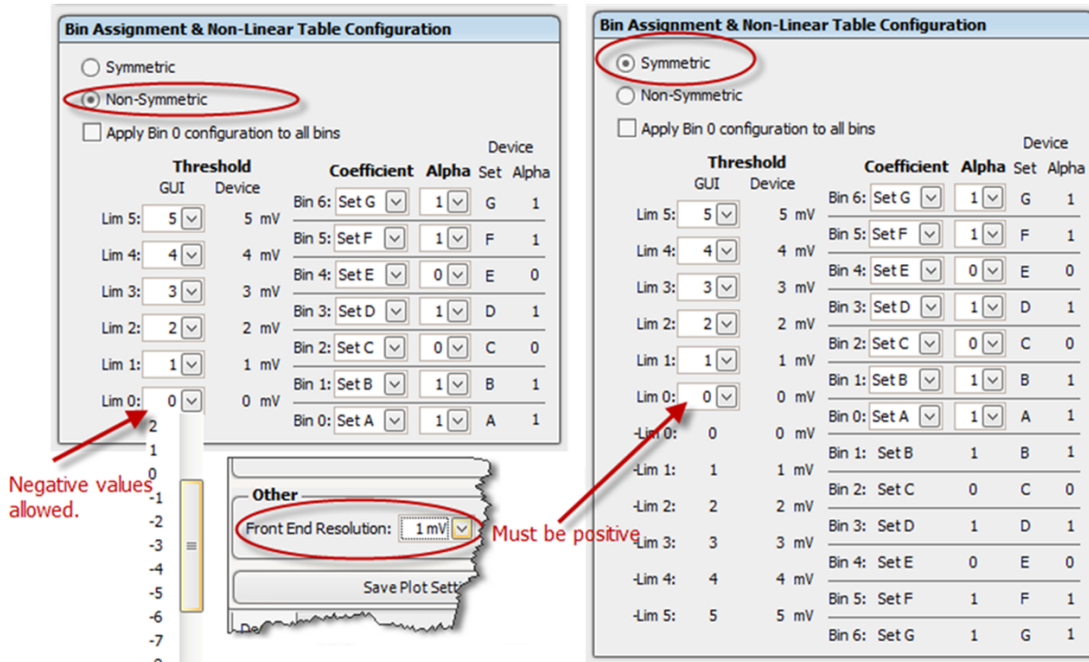 Bin Assignment & Non-Linear Table Configuration
Symmetric
Non-Symmetric
Apply Bin 0 configuration to all bins
Device
Threshold Coefficient Alpha Set Alpha
GUI Device
Bin 6: Set G 1 G 1
Lim 5: 5 5 mV
Bin 5: Set F 1 F 1
Lim 4: 4 4 mV
Bin 4: Set E 0 E 0
Lim 3: 3 3 mV
Bin 3: Set D 1 D 1
Lim 2: 2 2 mV
Bin 2: Set C 0 C 0
Lim 1: 1 1 mV
Bin 1: Set B 1 B 1
Lim 0: 0 0 mV
Bin 0: Set A 1 A 1
2
1
0
-1
-2
-3
-4
-5
-6
-7
Negative values
allowed.
Other
Front End Resolution: 1 mV
Save Plot Setti
Must be positive
Bin Assignment & Non-Linear Table Configuration
Symmetric
Non-Symmetric
Apply Bin 0 configuration to all bins
Device
Threshold Coefficient Alpha Set Alpha
GUI Device
Bin 6: Set G 1 G 1
Lim 5: 5 5 mV
Bin 5: Set F 1 F 1
Lim 4: 4 4 mV
Bin 4: Set E 0 E 0
Lim 3: 3 3 mV
Bin 3: Set D 1 D 1
Lim 2: 2 2 mV
Bin 2: Set C 0 C 0
Lim 1: 1 1 mV
Bin 1: Set B 1 B 1
Lim 0: 0 0 mV
Bin 0: Set A 1 A 1
-Lim 0: 0 0 mV
Bin 1: Set B 1 B 1
-Lim 1: 1 1 mV
Bin 2: Set C 0 C 0
-Lim 2: 2 2 mV
Bin 3: Set D 1 D 1
-Lim 3: 3 3 mV
Bin 4: Set E 0 E 0
-Lim 4: 4 4 mV
Bin 5: Set F 1 F 1
-Lim 5: 5 5 mV
Bin 6: Set G 1 G 1